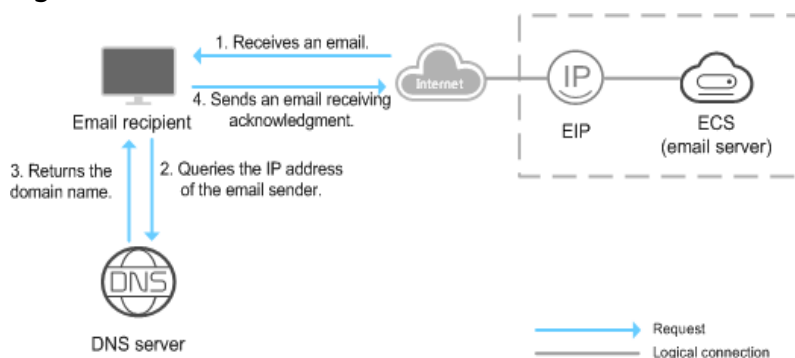 1. Receives an email.
Internet
4. Sends an email receiving
acknowledgment.
Email recipient
IP
EIP
ECS
(email server)
3. Returns the
domain name.
2. Queries the IP address
of the email sender.
DNS
DNS server
Request
Logical connection